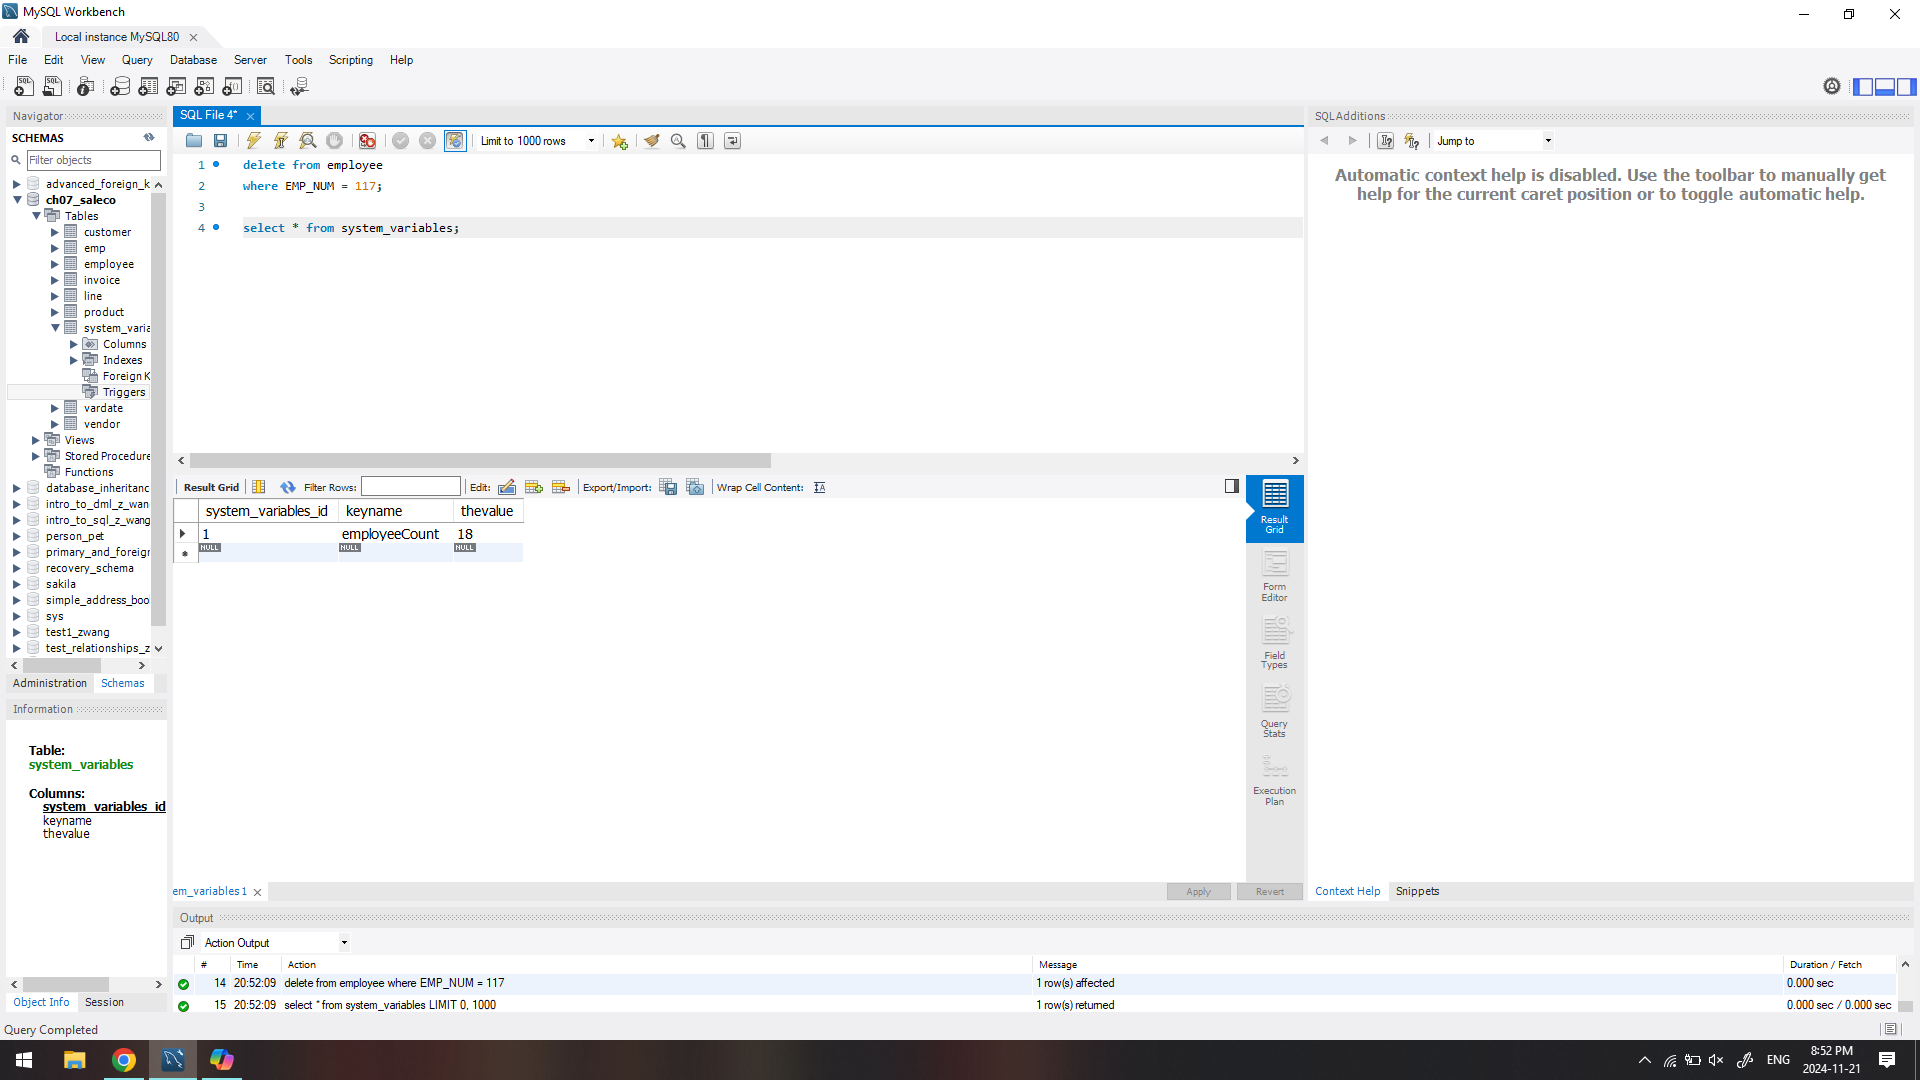 MySQL Workbench
Local instance MySQL80
File Edit View Query Database Server Tools Scripting Help
Navigator
SCHEMAS
Filter objects
advanced_foreign_k
ch07_saleco
Tables
customer
emp
employee
invoice
line
product
system_varia
Columns
Indexes
Foreign K
Triggers
vardate
vendor
Views
Stored Procedure
Functions
database_inheritanc
intro_to_dml_z_wan
intro_to_sql_z_wang
person_pet
primary_and_foreign
recovery_schema
sakila
simple_address_boo
sys
test1_zwang
test_relationships_z
Administration Schemas
Information
Table:
system_variables
Columns:
system_variables_id
keyname
thevalue
Object Info Session
Query Completed
SQL File 4*
Limit to 1000 rows
1 delete from employee
2 where EMP_NUM = 117;
3
4 select * from system_variables;
Result Grid Filter Rows: Edit: Export/Import: Wrap Cell Content:
system_variables_id keyname thevalue
1 employeeCount 18
NULL NULL NULL
Result Grid
Form Editor
Field Types
Query Stats
Execution Plan
em_variables1
Apply Revert
SQLAdditions
Jump to
Automatic context help is disabled. Use the toolbar to manually get
help for the current caret position or to toggle automatic help.
Context Help Snippets
Output
Action Output
# Time Action Message Duration / Fetch
14 20:52:09 delete from employee where EMP_NUM = 117 1 row(s) affected 0.000 sec
15 20:52:09 select * from system_variables LIMIT 0, 1000 1 row(s) returned 0.000 sec / 0.000 sec
ENG
8:52 PM
2024-11-21